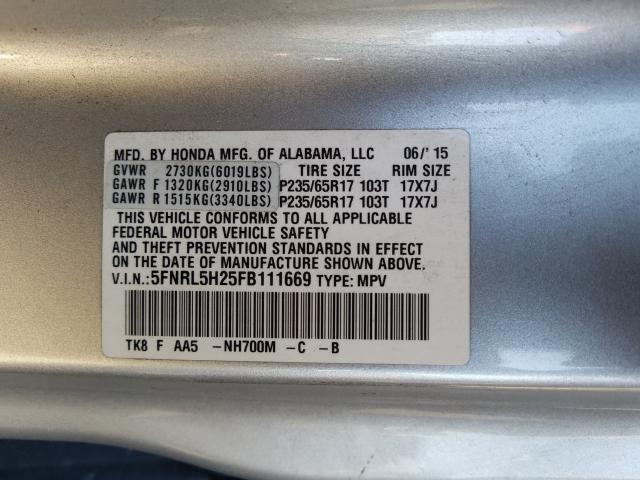 MFD. BY HONDA MFG. OF ALABAMA, LLC 06/'15
GVWR 2730KG(6019LBS) TIRE SIZE RIM SIZE
GAWR F 1320KG(2910LBS) P235/65R17 103T 17X7J
GAWR R 1515KG(3340LBS) P235/65R17 103T 17X7J
THIS VEHICLE CONFORMS TO ALL APPLICABLE
FEDERAL MOTOR VEHICLE SAFETY
AND THEFT PREVENTION STANDARDS IN EFFECT
ON THE DATE OF MANUFACTURE SHOWN ABOVE.
V.I.N.:5FNRL5H25FB111669 TYPE: MPV
TK8 F AA5 -NH700M -C -B